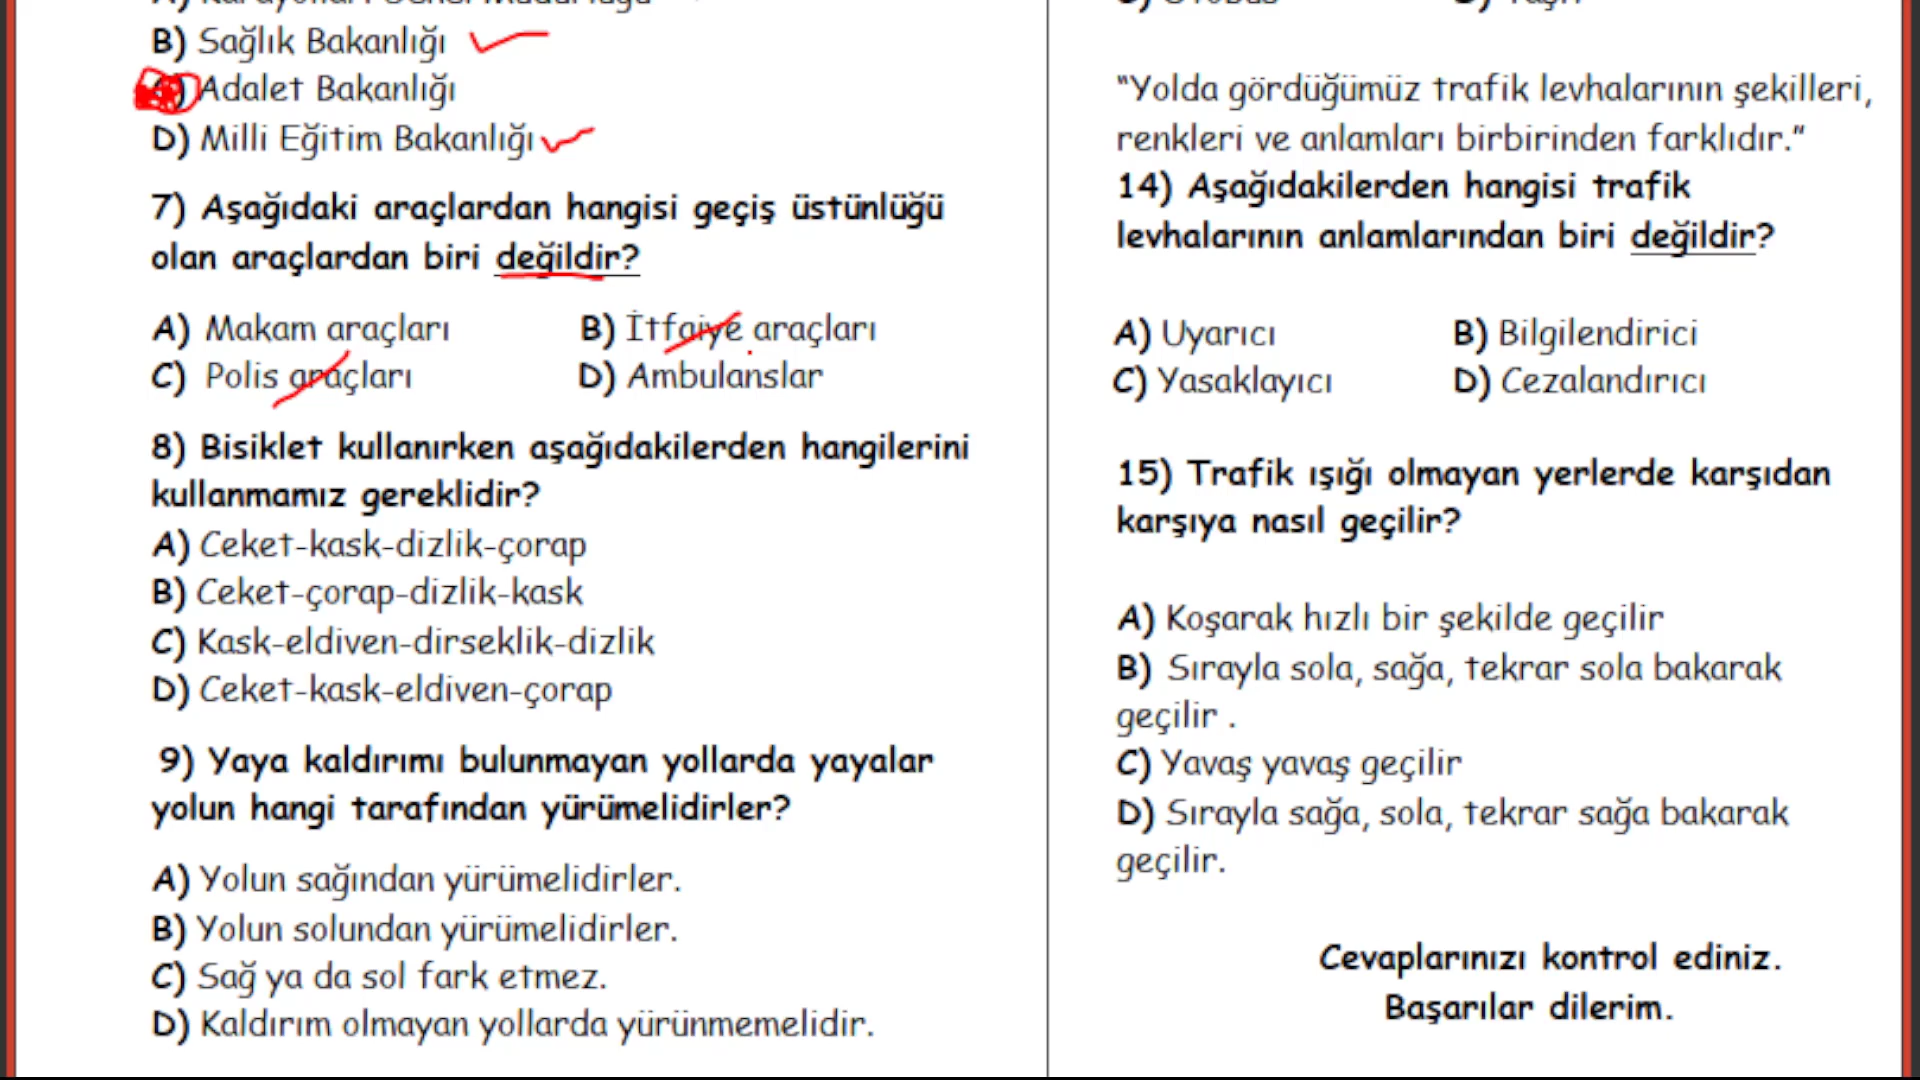 B) Sağlık Bakanlığı
Adalet Bakanlığı
D) Milli Eğitim Bakanlığı
7) Aşağıdaki araçlardan hangisi geçiş üstünlüğü
olan araçlardan biri değildir?
A) Makam araçları B) İtfaiye araçları
C) Polis araçları D) Ambulanslar
8) Bisiklet kullanırken aşağıdakilerden hangilerini
kullanmamız gereklidir?
A) Ceket-kask-dizlik-çorap
B) Ceket-çorap-dizlik-kask
C) Kask-eldiven-dirseklik-dizlik
D) Ceket-kask-eldiven-çorap
9) Yaya kaldırımı bulunmayan yollarda yayalar
yolun hangi tarafından yürümelidirler?
A) Yolun sağından yürümelidirler.
B) Yolun solundan yürümelidirler.
C) Sağ ya da sol fark etmez.
D) Kaldırım olmayan yollarda yürünmemelidir.
“Yolda gördüğümüz trafik levhalarının şekilleri,
renkleri ve anlamları birbirinden farklıdır.”
14) Aşağıdakilerden hangisi trafik
levhalarının anlamlarından biri değildir?
A) Uyarıcı B) Bilgilendirici
C) Yasaklayıcı D) Cezalandırıcı
15) Trafik ışığı olmayan yerlerde karşıdan
karşıya nasıl geçilir?
A) Koşarak hızlı bir şekilde geçilir
B) Sırayla sola, sağa, tekrar sola bakarak
geçilir .
C) Yavaş yavaş geçilir
D) Sırayla sağa, sola, tekrar sağa bakarak
geçilir.
Cevaplarınızı kontrol ediniz.
Başarılar dilerim.